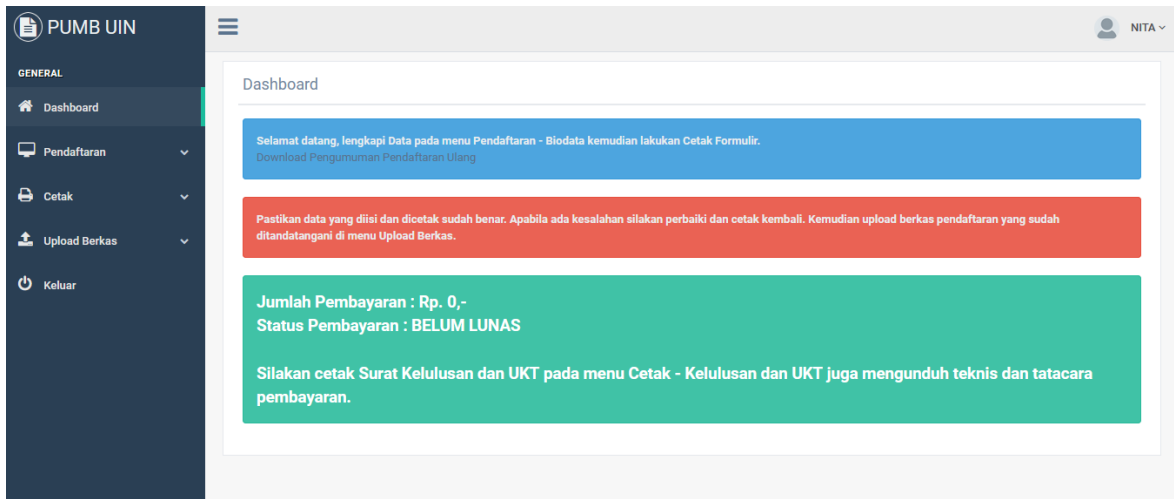 PUMB UIN
NITA
GENERAL
Dashboard
Pendaftaran
Cetak
Upload Berkas
Keluar
Dashboard
Selamat datang, lengkapi Data pada menu Pendaftaran - Biodata kemudian lakukan Cetak Formulir.
Download Pengumuman Pendaftaran Ulang
Pastikan data yang diisi dan dicetak sudah benar. Apabila ada kesalahan silakan perbaiki dan cetak kembali. Kemudian upload berkas pendaftaran yang sudah
ditandatangani di menu Upload Berkas.
Jumlah Pembayaran : Rp. 0,-
Status Pembayaran : BELUM LUNAS
Silakan cetak Surat Kelulusan dan UKT pada menu Cetak - Kelulusan dan UKT juga mengunduh teknis dan tatacara
pembayaran.